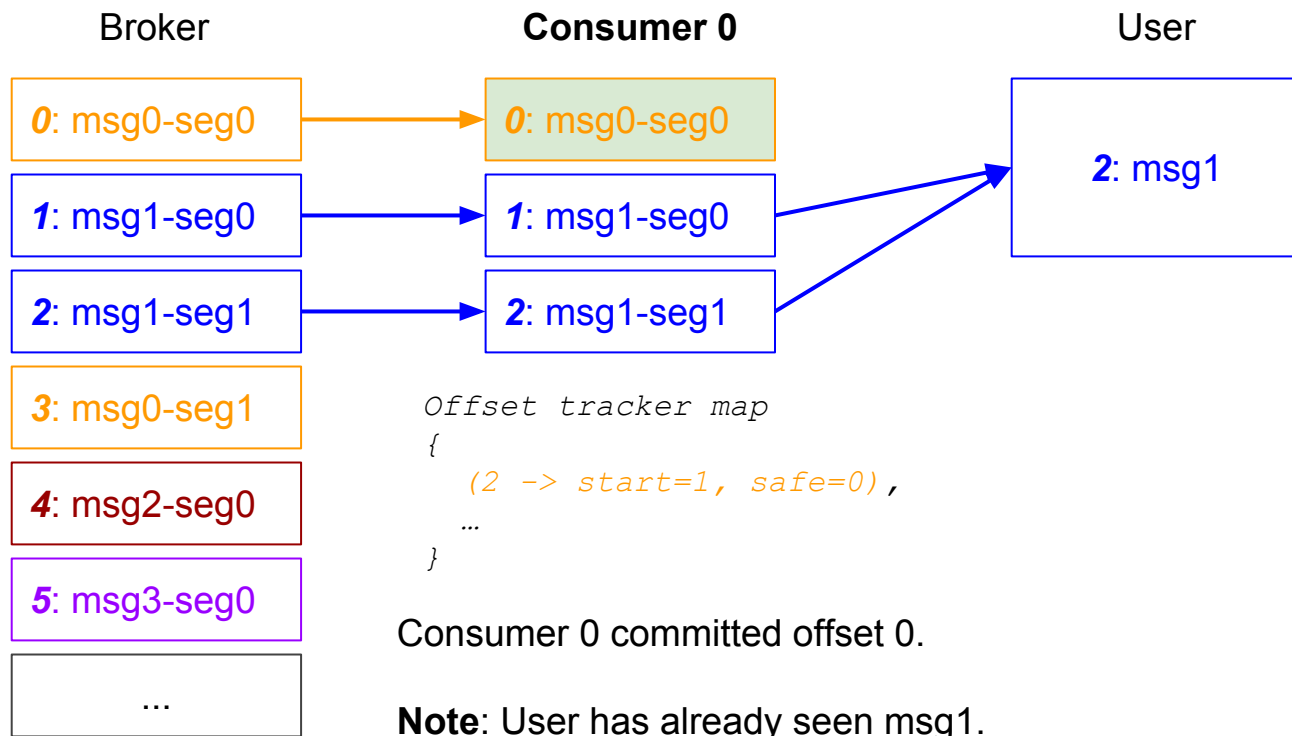 Broker
Consumer 0
User
0: msg0-seg0
0: msg0-seg0
1: msg1-seg0
1: msg1-seg0
2: msg1
2: msg1-seg1
2: msg1-seg1
3: msg0-seg1
4: msg2-seg0
5: msg3-seg0
...
Offset tracker map
{
(2 -> start=1, safe=0),
…
}
Consumer 0 committed offset 0.
Note: User has already seen msg1.